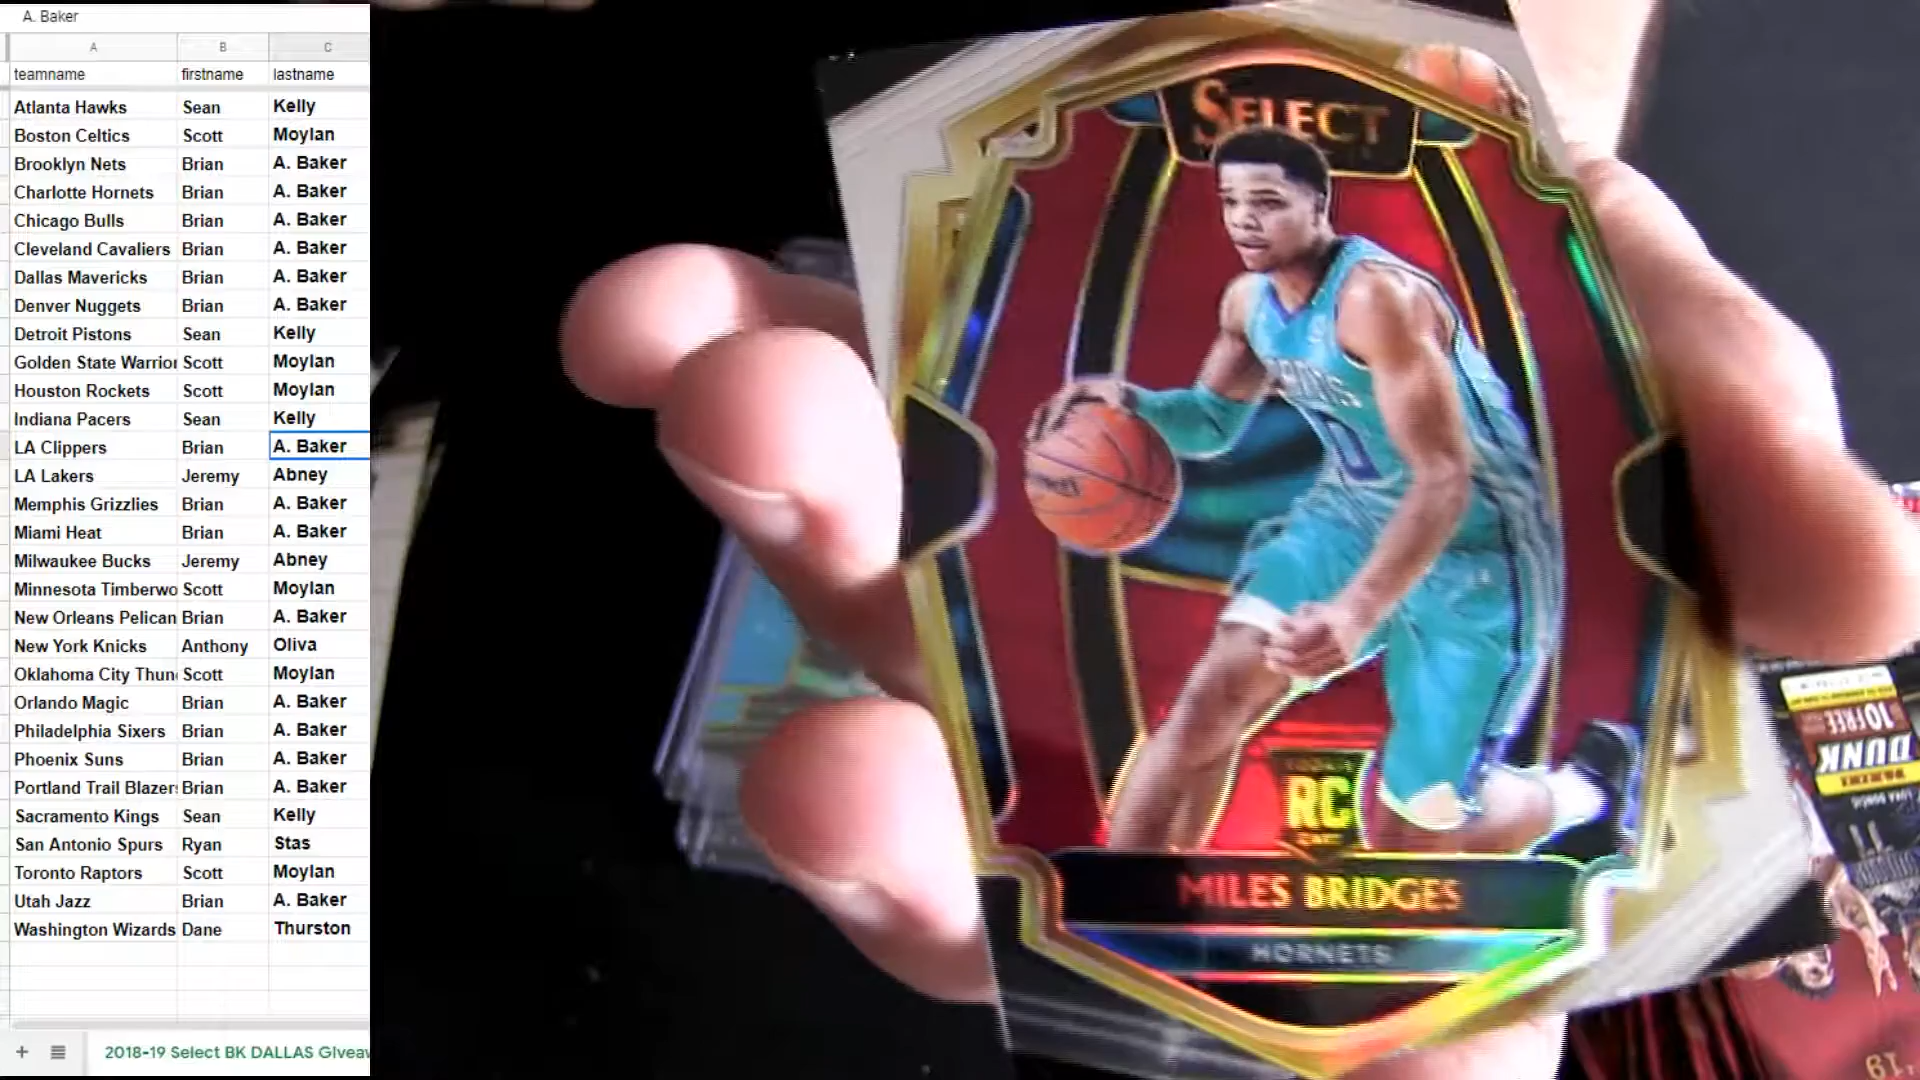 A. Baker
A B C
teamname firstname lastname
Atlanta Hawks Sean Kelly
Boston Celtics Scott Moylan
Brooklyn Nets Brian A. Baker
Charlotte Hornets Brian A. Baker
Chicago Bulls Brian A. Baker
Cleveland Cavaliers Brian A. Baker
Dallas Mavericks Brian A. Baker
Denver Nuggets Brian A. Baker
Detroit Pistons Sean Kelly
Golden State Warrior Scott Moylan
Houston Rockets Scott Moylan
Indiana Pacers Sean Kelly
LA Clippers Brian A. Baker
LA Lakers Jeremy Abney
Memphis Grizzlies Brian A. Baker
Miami Heat Brian A. Baker
Milwaukee Bucks Jeremy Abney
Minnesota Timberwo Scott Moylan
New Orleans Pelican Brian A. Baker
New York Knicks Anthony Oliva
Oklahoma City Thun Scott Moylan
Orlando Magic Brian A. Baker
Philadelphia Sixers Brian A. Baker
Phoenix Suns Brian A. Baker
Portland Trail Blazer Brian A. Baker
Sacramento Kings Sean Kelly
San Antonio Spurs Ryan Stas
Toronto Raptors Scott Moylan
Utah Jazz Brian A. Baker
Washington Wizards Dane Thurston
2018-19 Select BK DALLAS GIveaw
SELECT
0
RC
MILES BRIDGES
HORNETS
10 FREE
DUNK
PANINI
19